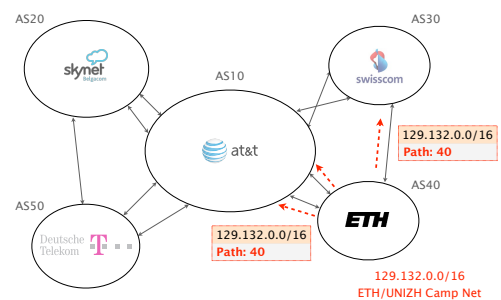 AS20
AS30
skynet
Belgacom
AS10
swisscom
at&t
129.132.0.0/16
Path: 40
AS40
AS50
Deutsche
Telekom
T
129.132.0.0/16
Path: 40
ETH
129.132.0.0/16
ETH/UNIZH Camp Net